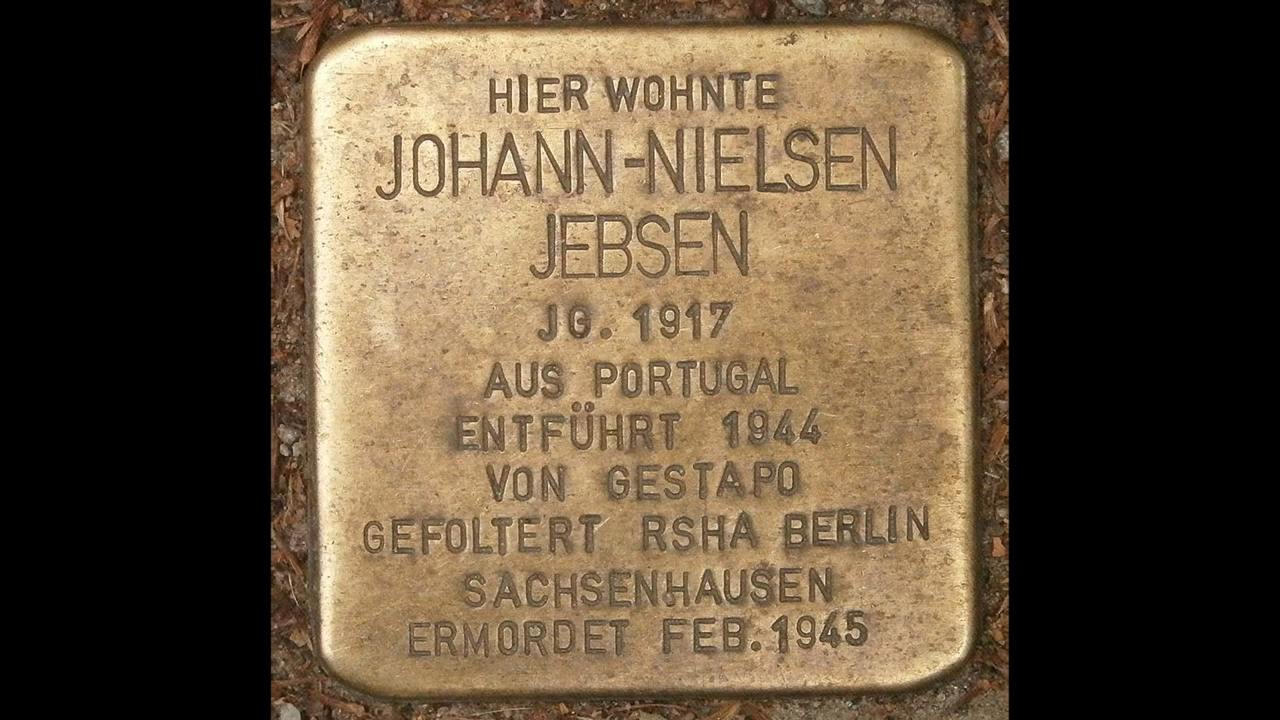 HIER WOHNTE
JOHANN-NIELSEN
JEBSEN
JG. 1917
AUS PORTUGAL
ENTFÜHRT 1944
VON GESTAPO
GEFOLTERT RSHA BERLIN
SACHSENHAUSEN
ERMORDET FEB. 1945